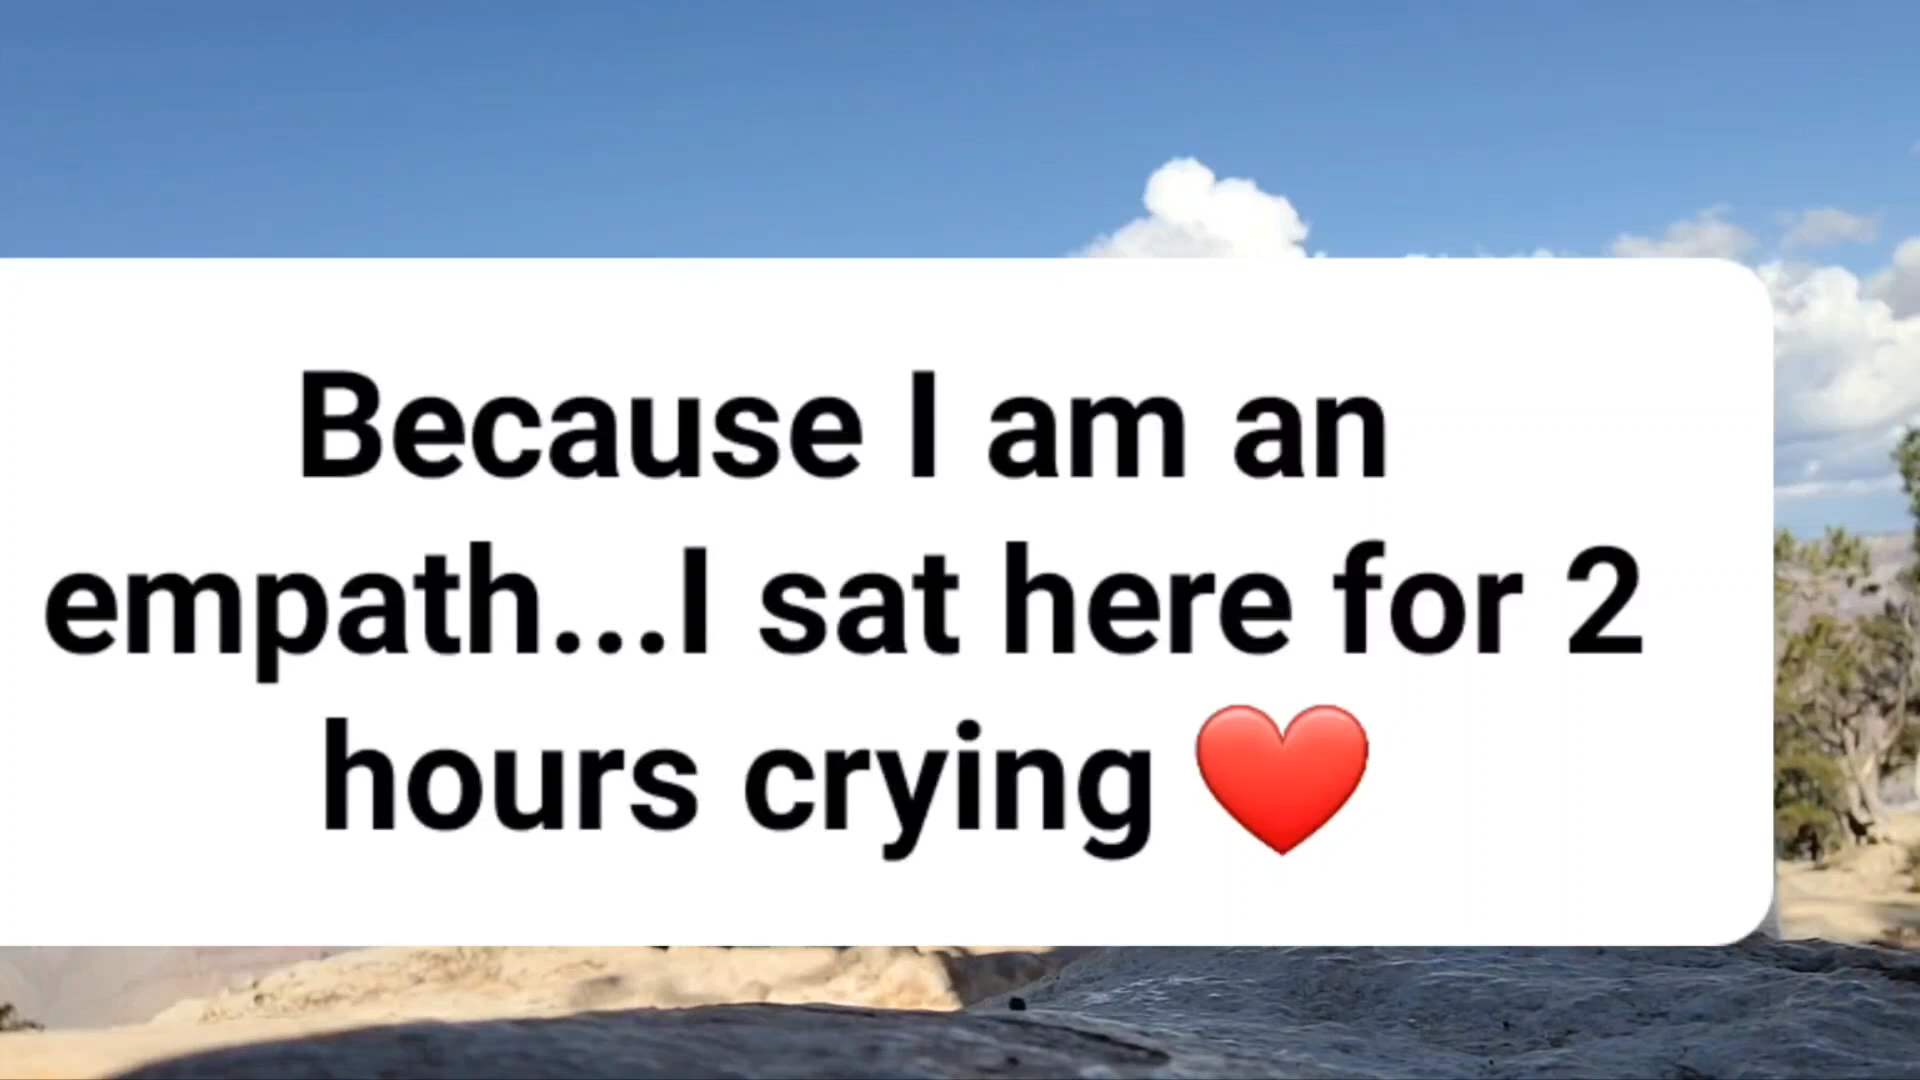 Because I am an
empath...I sat here for 2
hours crying ❤️